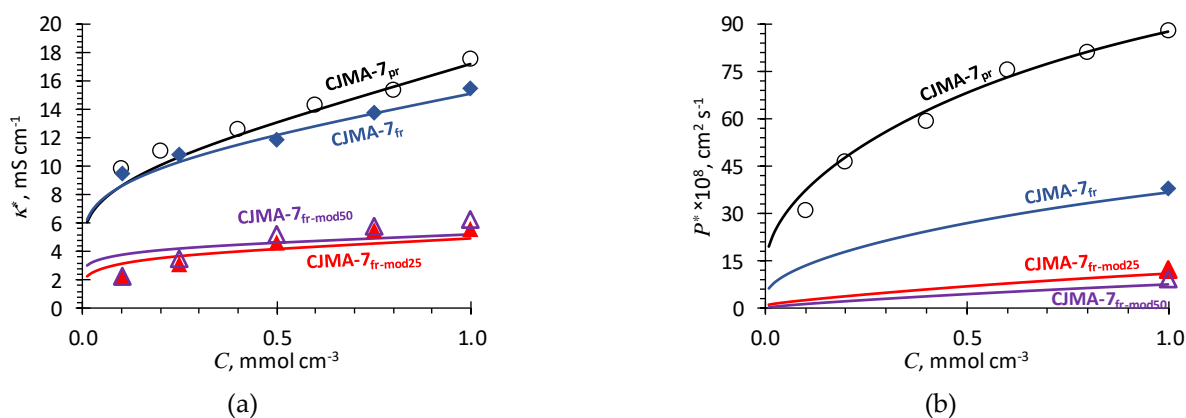 20
18
16
14
12
10
8
6
4
2
0
κ*, mS cm-1
CJMA-7pr
CJMA-7fr
CJMA-7fr-mod50
CJMA-7fr-mod25
0.0 0.5 1.0
C, mmol cm-3
(a)
90
75
60
45
30
15
0
P* ×108, cm2 s-1
CJMA-7pr
CJMA-7fr
CJMA-7fr-mod25
CJMA-7fr-mod50
0.0 0.5 1.0
C, mmol cm-3
(b)